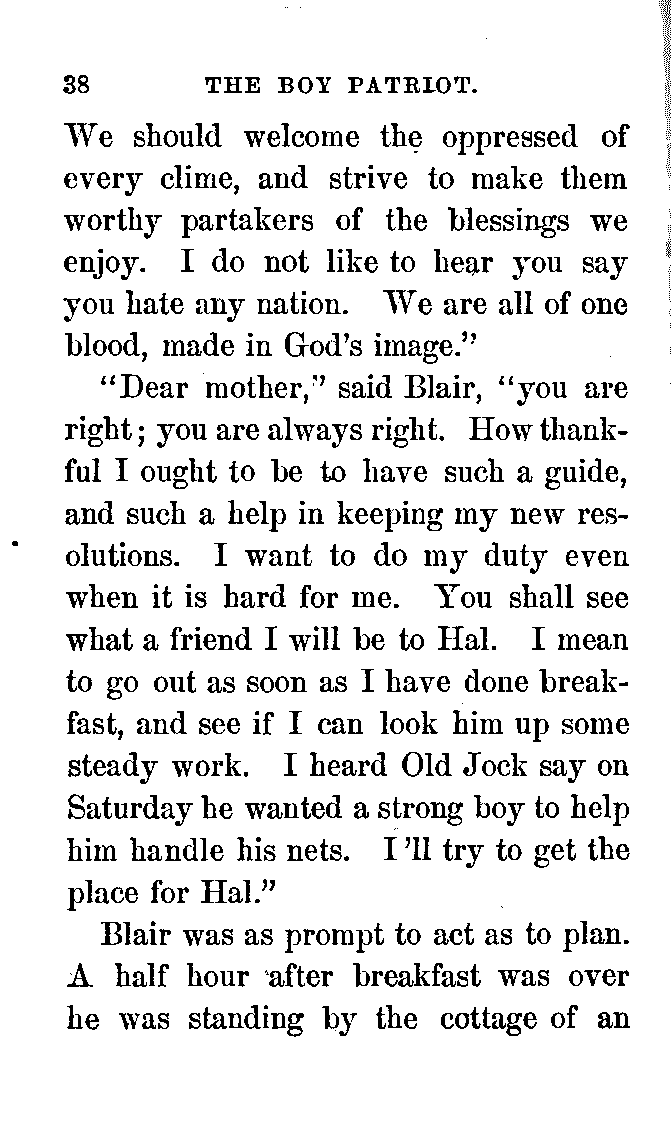 38 THE BOY PATRIOT.
We should welcome the oppressed of
every clime, and strive to make them
worthy partakers of the blessings we
enjoy. I do not like to hear you say
you hate any nation. We are all of one
blood, made in God's image."
"Dear mother," said Blair, "you are
right; you are always right. How thank-
ful I ought to be to have such a guide,
and such a help in keeping my new res-
olutions. I want to do my duty even
when it is hard for me. You shall see
what a friend I will be to Hal. I mean
to go out as soon as I have done break-
fast, and see if I can look him up some
steady work. I heard Old Jock say on
Saturday he wanted a strong boy to help
him handle his nets. I'll try to get the
place for Hal."
Blair was as prompt to act as to plan.
A half hour after breakfast was over
he was standing by the cottage of an